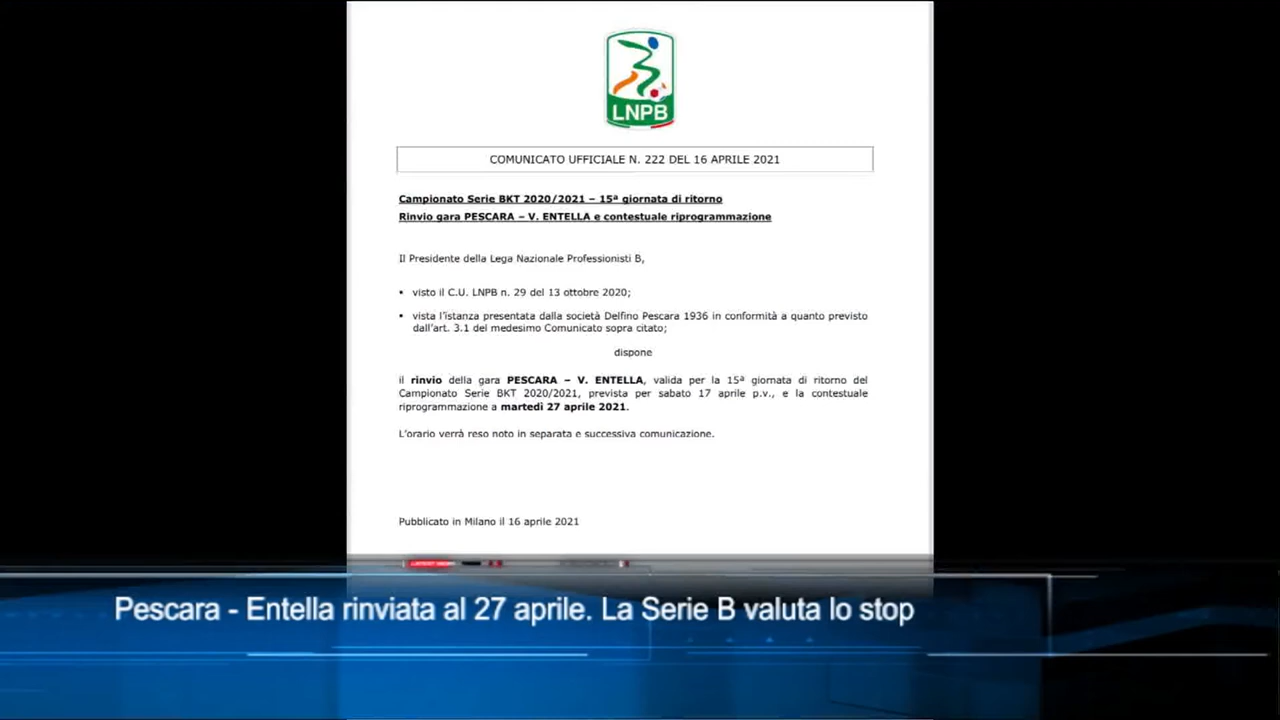 LNPB
COMUNICATO UFFICIALE N. 222 DEL 16 APRILE 2021
Campionato Serie BKT 2020/2021 – 15ª giornata di ritorno
Rinvio gara PESCARA – V. ENTELLA e contestuale riprogrammazione
Il Presidente della Lega Nazionale Professionisti B,
▪ visto il C.U. LNPB n. 29 del 13 ottobre 2020;
▪ vista l'istanza presentata dalla società Delfino Pescara 1936 in conformità a quanto previsto
dall'art. 3.1 del medesimo Comunicato sopra citato;
dispone
il rinvio della gara PESCARA – V. ENTELLA, valida per la 15ª giornata di ritorno del
Campionato Serie BKT 2020/2021, prevista per sabato 17 aprile p.v., e la contestuale
riprogrammazione a martedì 27 aprile 2021.
L'orario verrà reso noto in separata e successiva comunicazione.
Pubblicato in Milano il 16 aprile 2021
Pescara - Entella rinviata al 27 aprile. La Serie B valuta lo stop